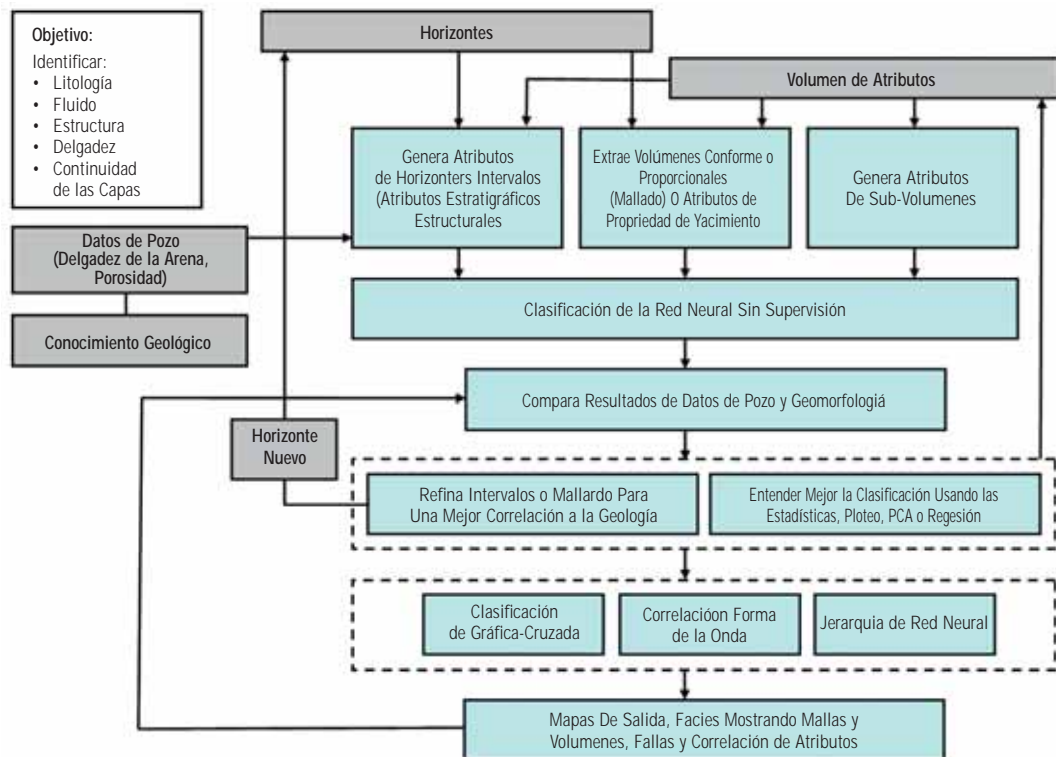 Objetivo:
Identificar:
• Litología
• Fluido
• Estructura
• Delgadez
• Continuidad
de las Capas
Horizontes
Volumen de Atributos
Genera Atributos
de Horizonters Intervalos
(Atributos Estratigráficos
Estructurales
Extrae Volúmenes Conforme o
Proporcionales
(Mallado) O Atributos de
Propriedad de Yacimiento
Genera Atributos
De Sub-Volumenes
Datos de Pozo
(Delgadez de la Arena,
Porosidad)
Conocimiento Geológico
Clasificación de la Red Neural Sin Supervisión
Compara Resultados de Datos de Pozo y Geomorfologiá
Horizonte
Nuevo
Refina Intervalos o Mallardo Para
Una Mejor Correlación a la Geología
Entender Mejor la Clasificación Usando las
Estadísticas, Ploteo, PCA o Regesión
Clasificación
de Gráfica-Cruzada
Correlacióon Forma
de la Onda
Jerarquia de Red Neural
Mapas De Salida, Facies Mostrando Mallas y
Volumenes, Fallas y Correlación de Atributos